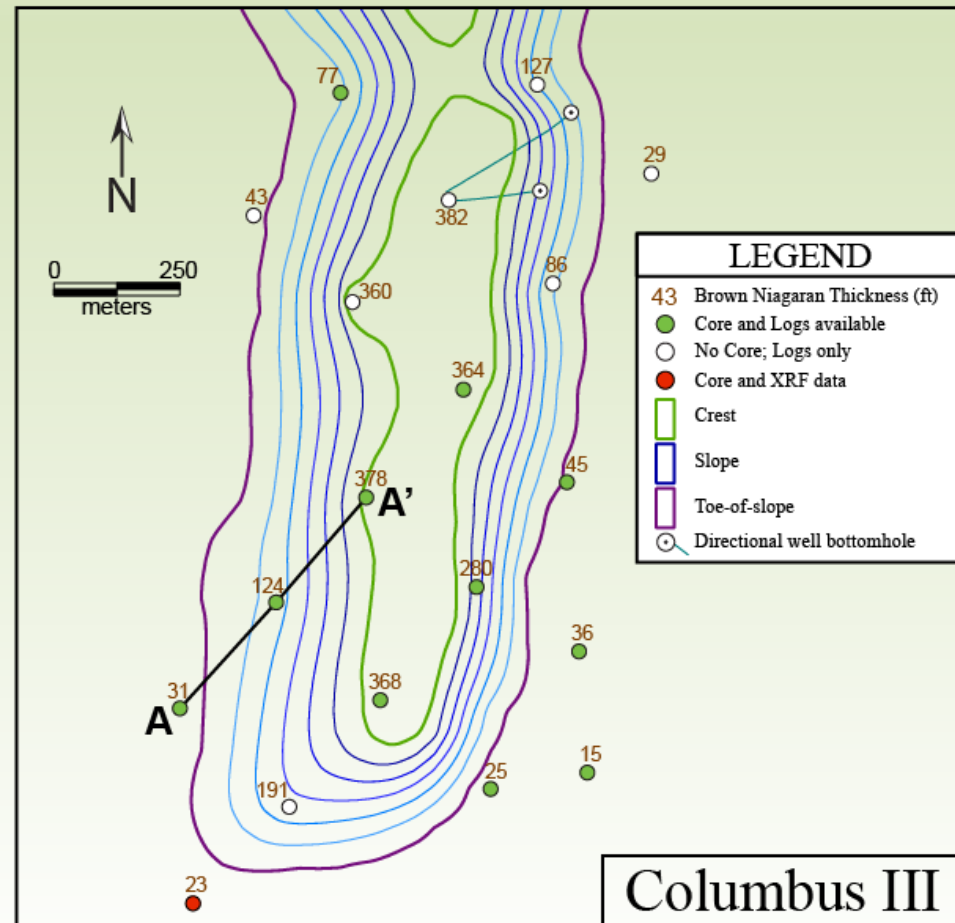 77
127
29
43
N
382
0 250
meters
86
360
364
LEGEND
43 Brown Niagaran Thickness (ft)
Core and Logs available
No Core; Logs only
Core and XRF data
Crest
Slope
Toe-of-slope
Directional well bottomhole
45
378
A’
280
124
36
368
31
A
15
25
191
23
Columbus III